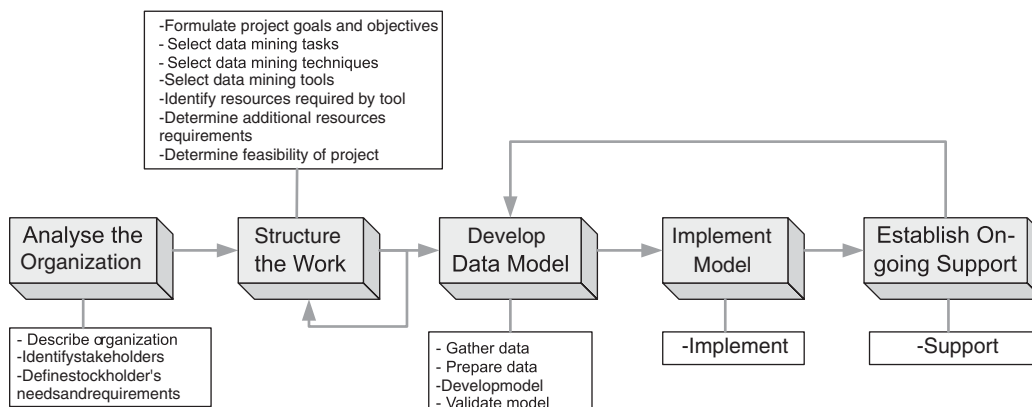 -Formulate project goals and objectives
- Select data mining tasks
- Select data mining techniques
-Select data mining tools
-Identify resources required by tool
-Determine additional resources
requirements
-Determine feasibility of project
Analyse the
Organization
Structure
the Work
Develop
Data Model
Implement
Model
Establish On-
going Support
- Describe organization
-Identifystakeholders
-Definestockholder's
needsandrequirements
- Gather data
- Prepare data
-Developmodel
- Validate model
-Implement
-Support